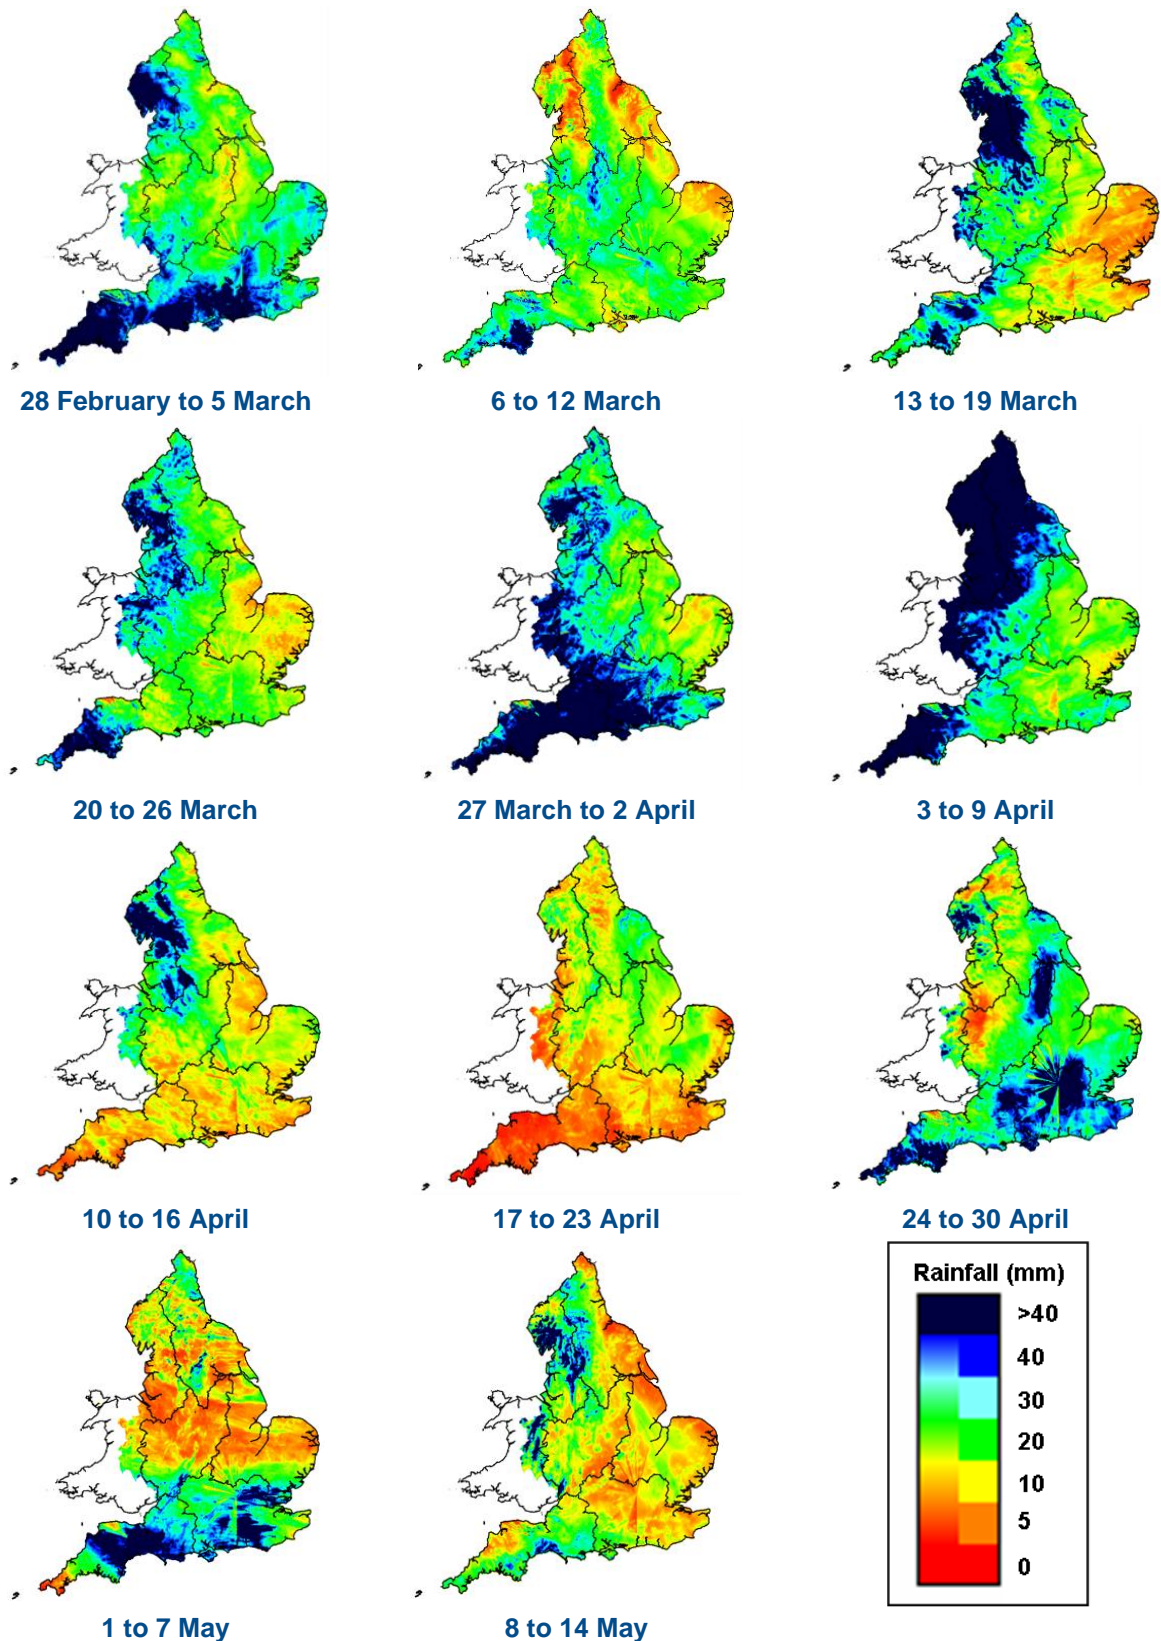 28 February to 5 March
6 to 12 March
13 to 19 March
20 to 26 March
27 March to 2 April
3 to 9 April
10 to 16 April
17 to 23 April
24 to 30 April
Rainfall (mm)
>40
40
30
20
10
5
0
1 to 7 May
8 to 14 May